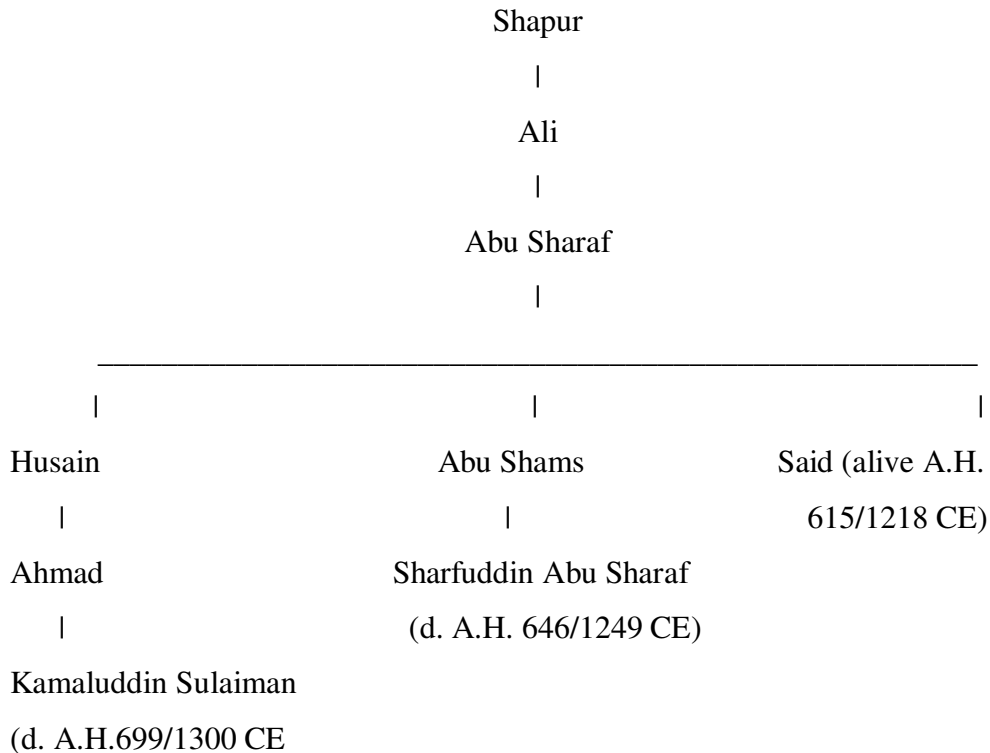 Shapur
|
Ali
|
Abu Sharaf
|
| | |
Husain Abu Shams Said (alive A.H.
| | 615/1218 CE)
Ahmad Sharfuddin Abu Sharaf
| (d. A.H. 646/1249 CE)
Kamaluddin Sulaiman
(d. A.H.699/1300 CE